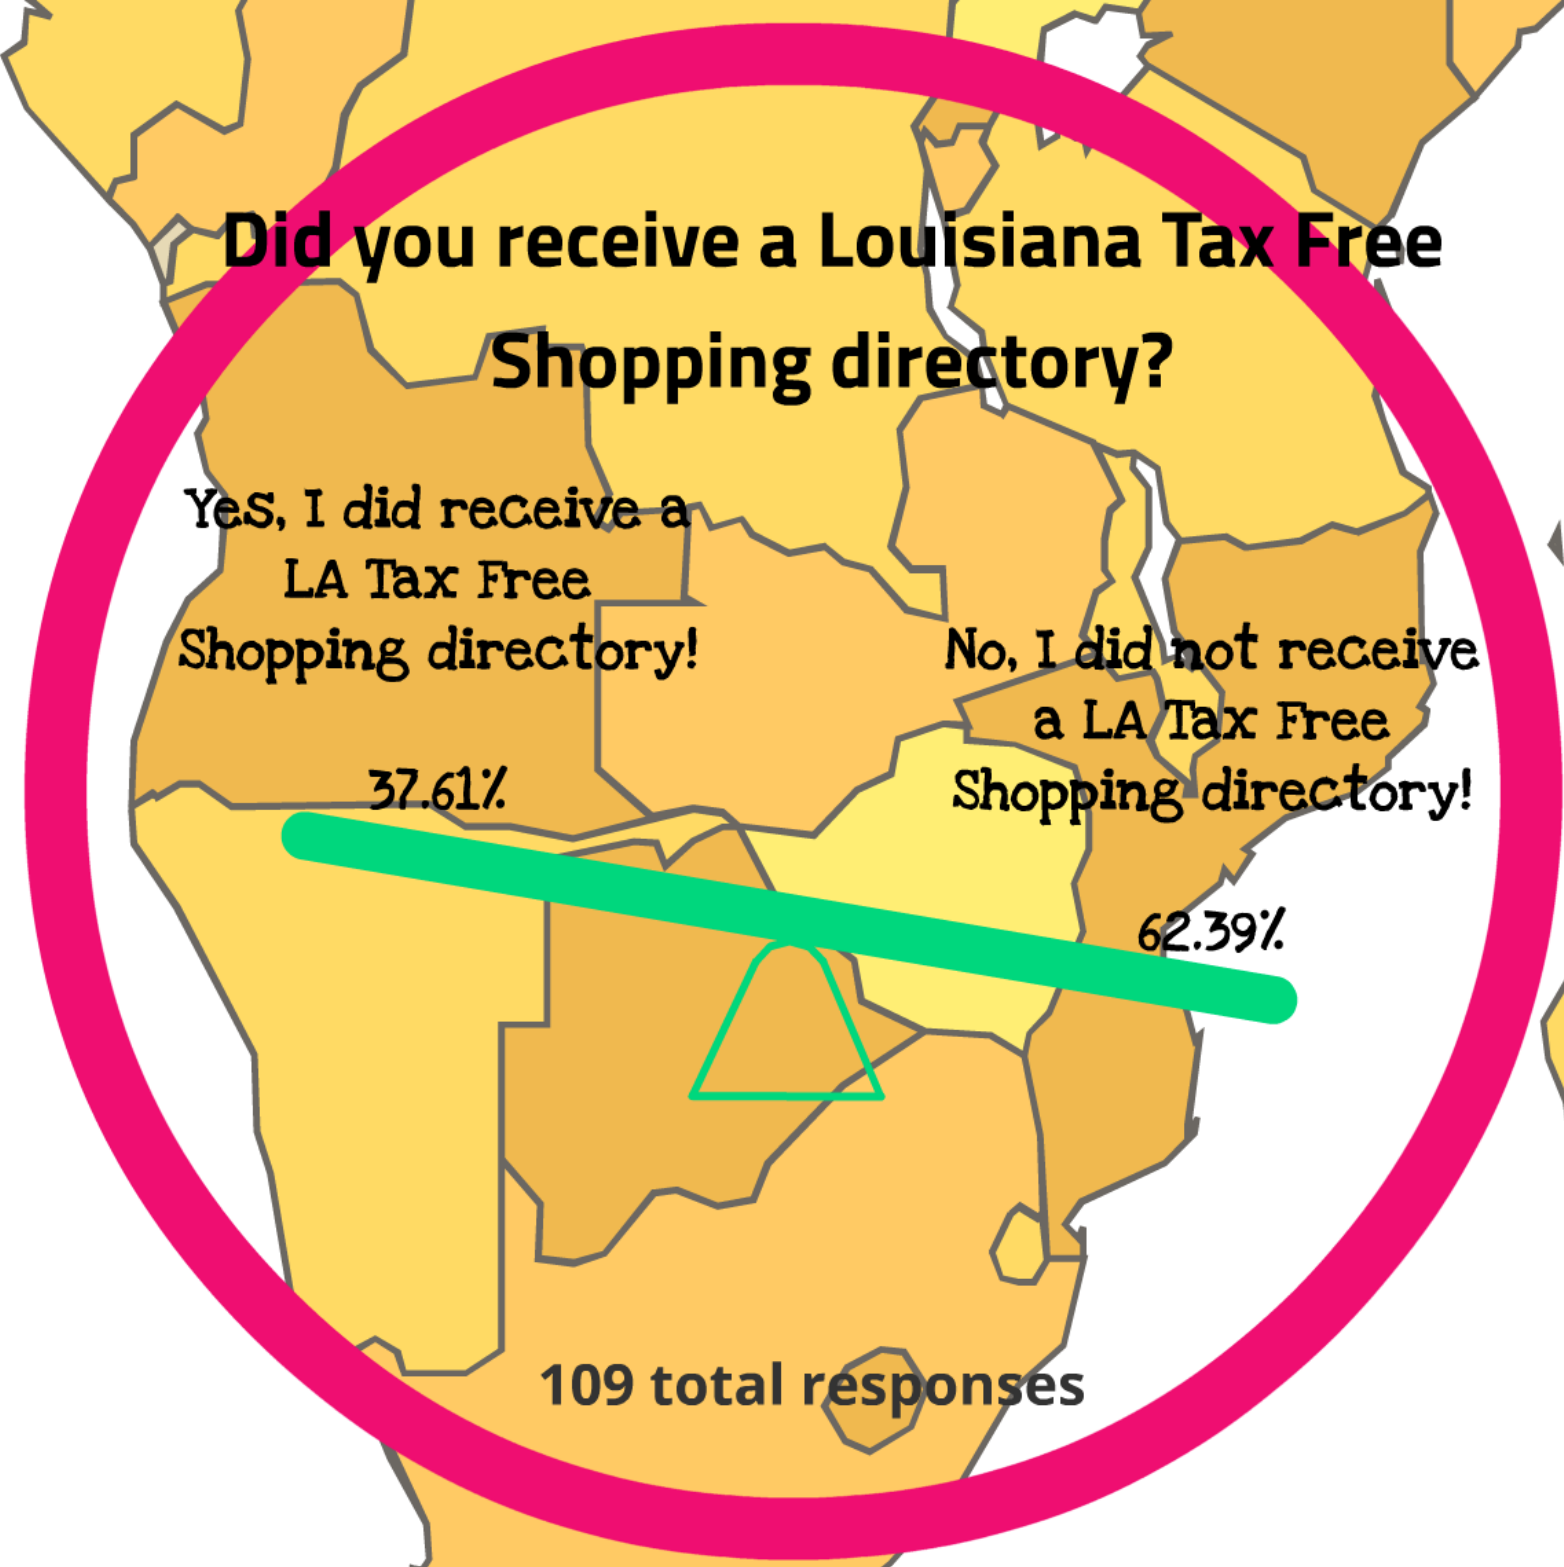 Did you receive a Louisiana Tax Free
Shopping directory?
Yes, I did receive a
LA Tax Free
Shopping directory!
37.61%
No, I did not receive
a LA Tax Free
Shopping directory!
62.39%
109 total responses